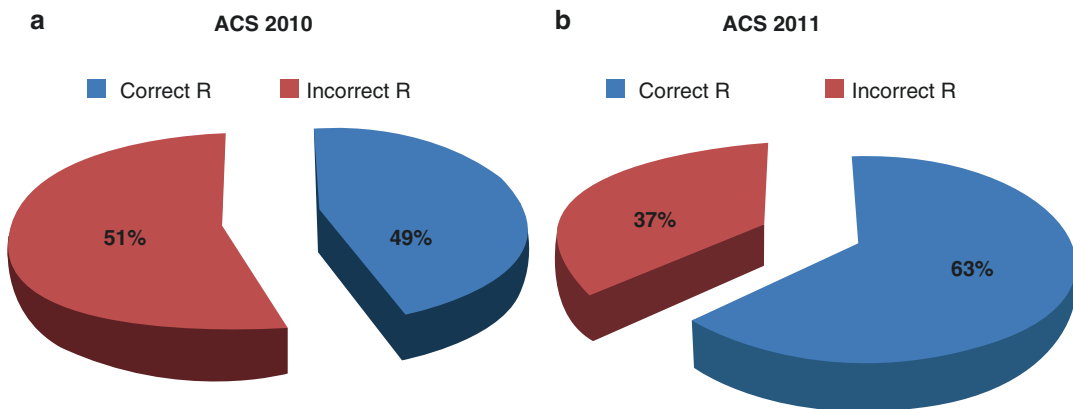 a ACS 2010
Correct R Incorrect R
51% 49%
b ACS 2011
Correct R Incorrect R
37%
63%